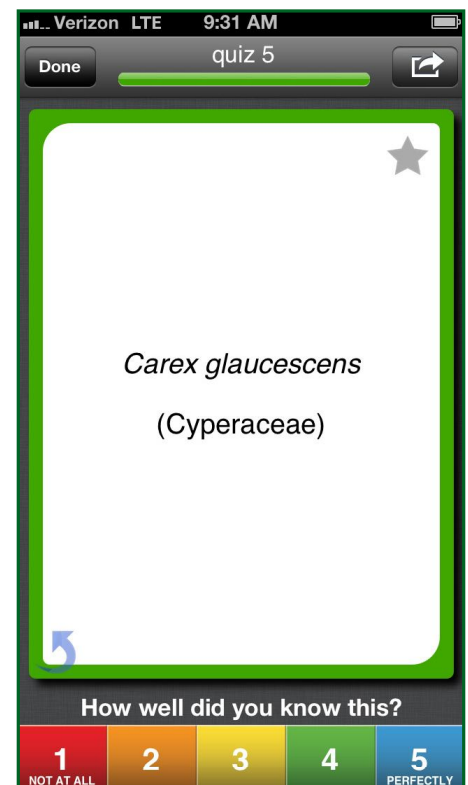 Verizon LTE 9:31 AM
Done quiz 5
Carex glaucescens
(Cyperaceae)
How well did you know this?
1 2 3 4 5
NOT AT ALL PERFECTLY